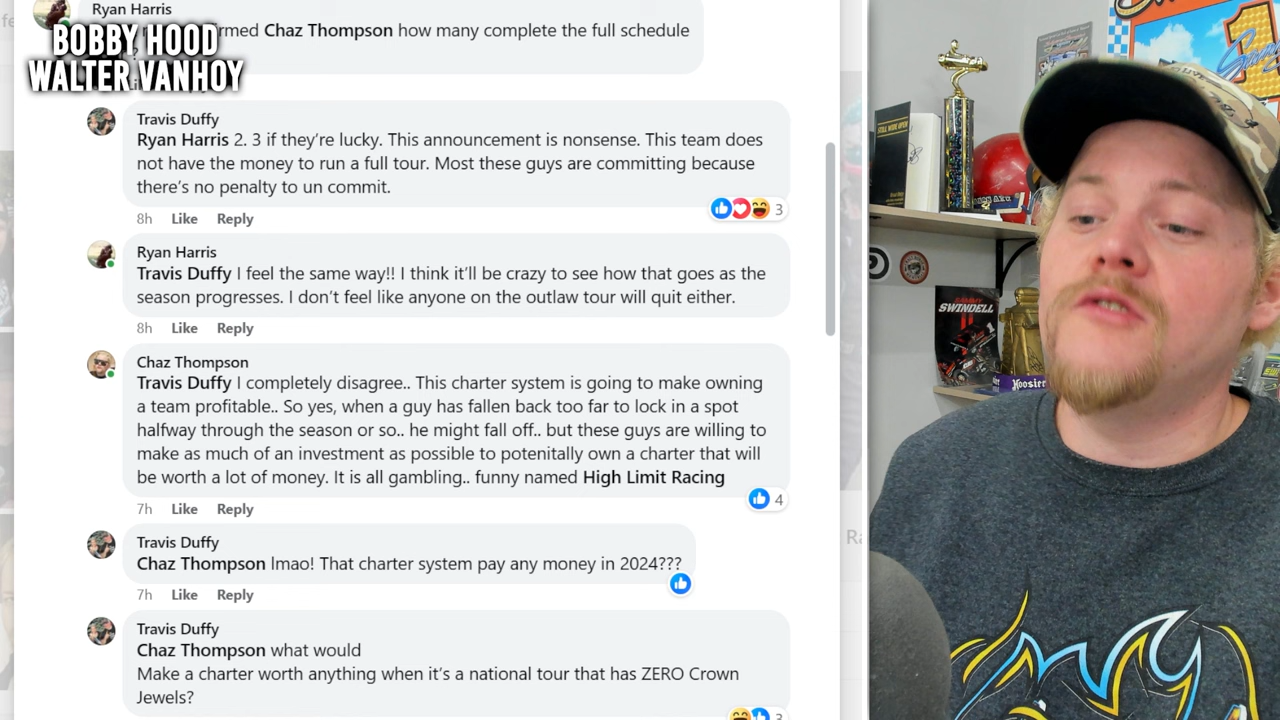 Ryan Harris
rmed Chaz Thompson how many complete the full schedule
?
BOBBY HOOD
WALTER VANHOY
Travis Duffy
Ryan Harris 2. 3 if they're lucky. This announcement is nonsense. This team does
not have the money to run a full tour. Most these guys are committing because
there's no penalty to un commit.
8h Like Reply
3
Ryan Harris
Travis Duffy I feel the same way!! I think it'll be crazy to see how that goes as the
season progresses. I don't feel like anyone on the outlaw tour will quit either.
8h Like Reply
Chaz Thompson
Travis Duffy I completely disagree.. This charter system is going to make owning
a team profitable.. So yes, when a guy has fallen back too far to lock in a spot
halfway through the season or so.. he might fall off.. but these guys are willing to
make as much of an investment as possible to potenitally own a charter that will
be worth a lot of money. It is all gambling.. funny named High Limit Racing
4
7h Like Reply
Travis Duffy
Chaz Thompson lmao! That charter system pay any money in 2024???
7h Like Reply
Travis Duffy
Chaz Thompson what would
Make a charter worth anything when it's a national tour that has ZERO Crown
Jewels?
3
Ra
SWINDELL
Hoosier
1